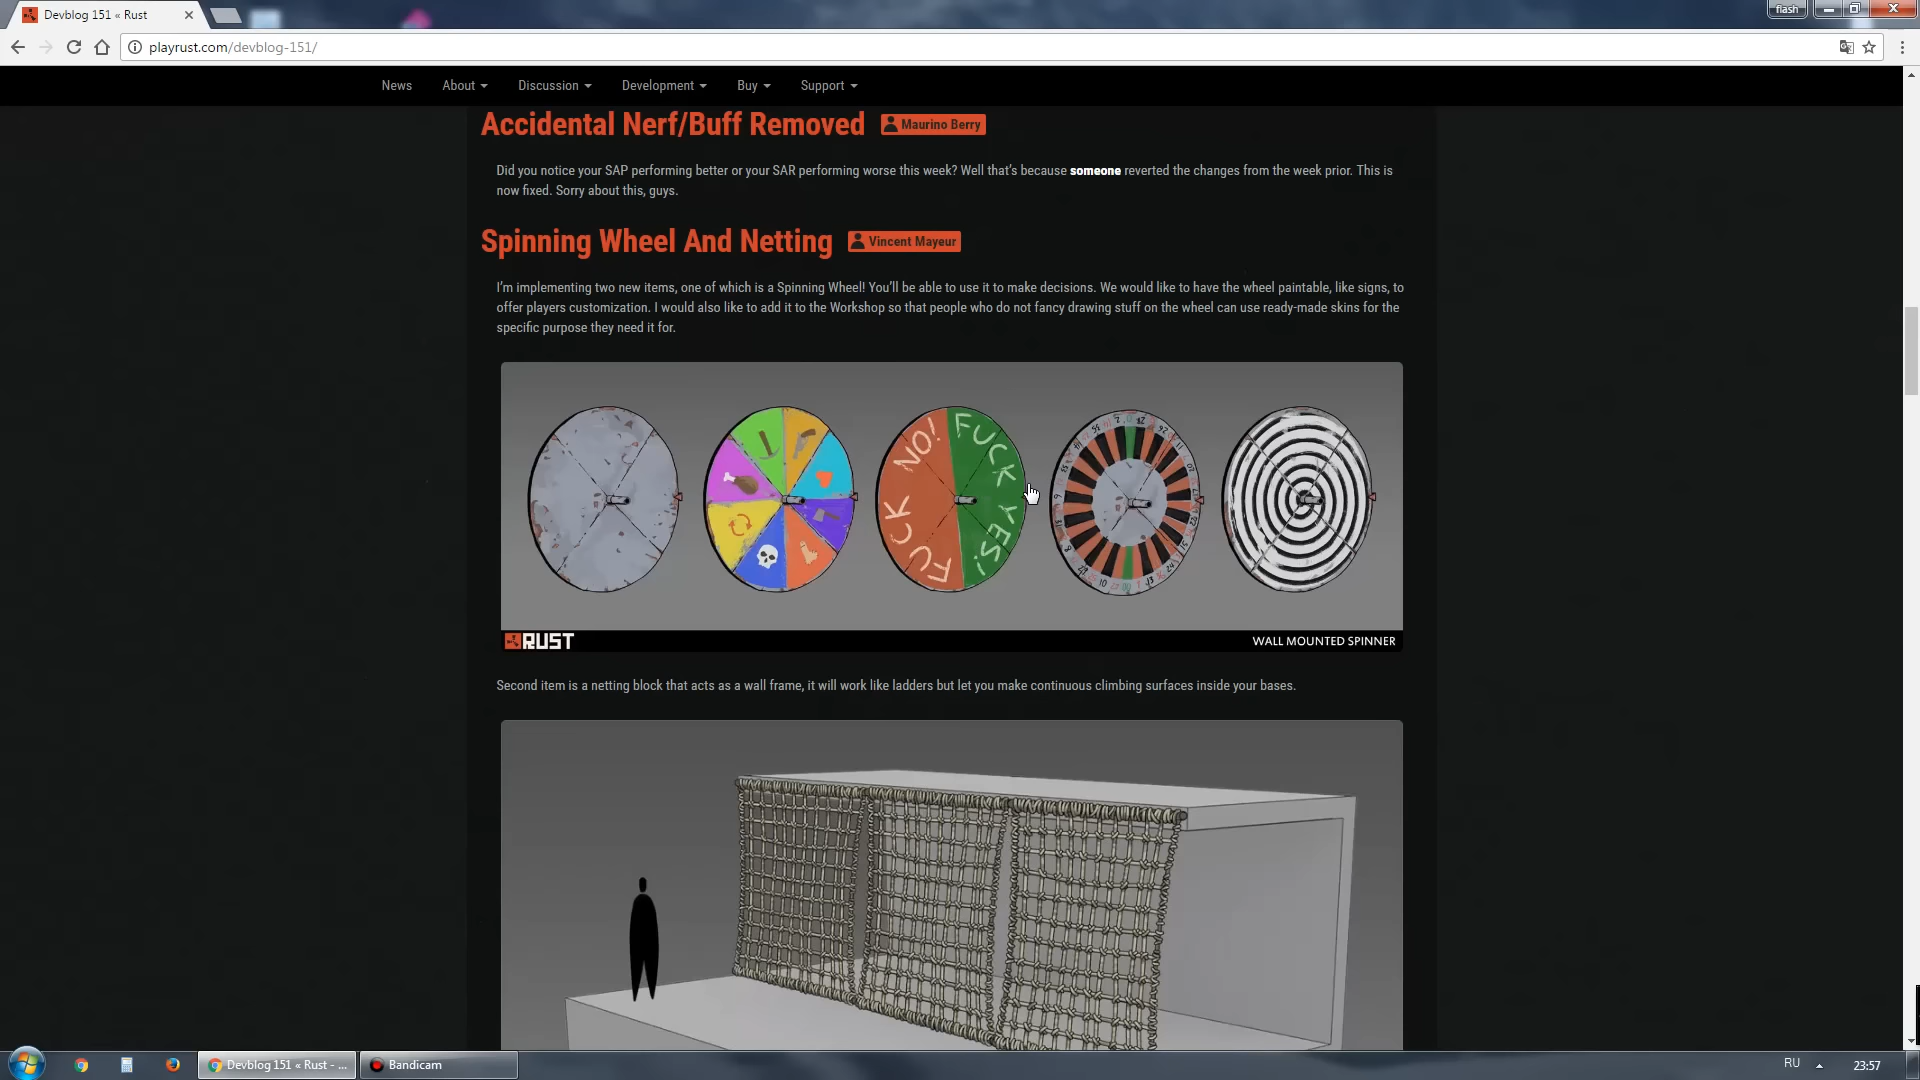 Devblog 151 « Rust
flash
playrust.com/devblog-151/
News About Discussion Development Buy Support
Accidental Nerf/Buff Removed Maurino Berry
Did you notice your SAP performing better or your SAR performing worse this week? Well that's because someone reverted the changes from the week prior. This is
now fixed. Sorry about this, guys.
Spinning Wheel And Netting Vincent Mayeur
I'm implementing two new items, one of which is a Spinning Wheel! You'll be able to use it to make decisions. We would like to have the wheel paintable, like signs, to
offer players customization. I would also like to add it to the Workshop so that people who do not fancy drawing stuff on the wheel can use ready-made skins for the
specific purpose they need it for.
FUCK NO!
FUCK YES!
RUST
WALL MOUNTED SPINNER
Second item is a netting block that acts as a wall frame, it will work like ladders but let you make continuous climbing surfaces inside your bases.
Devblog 151 « Rust - ...
Bandicam
RU
23:57